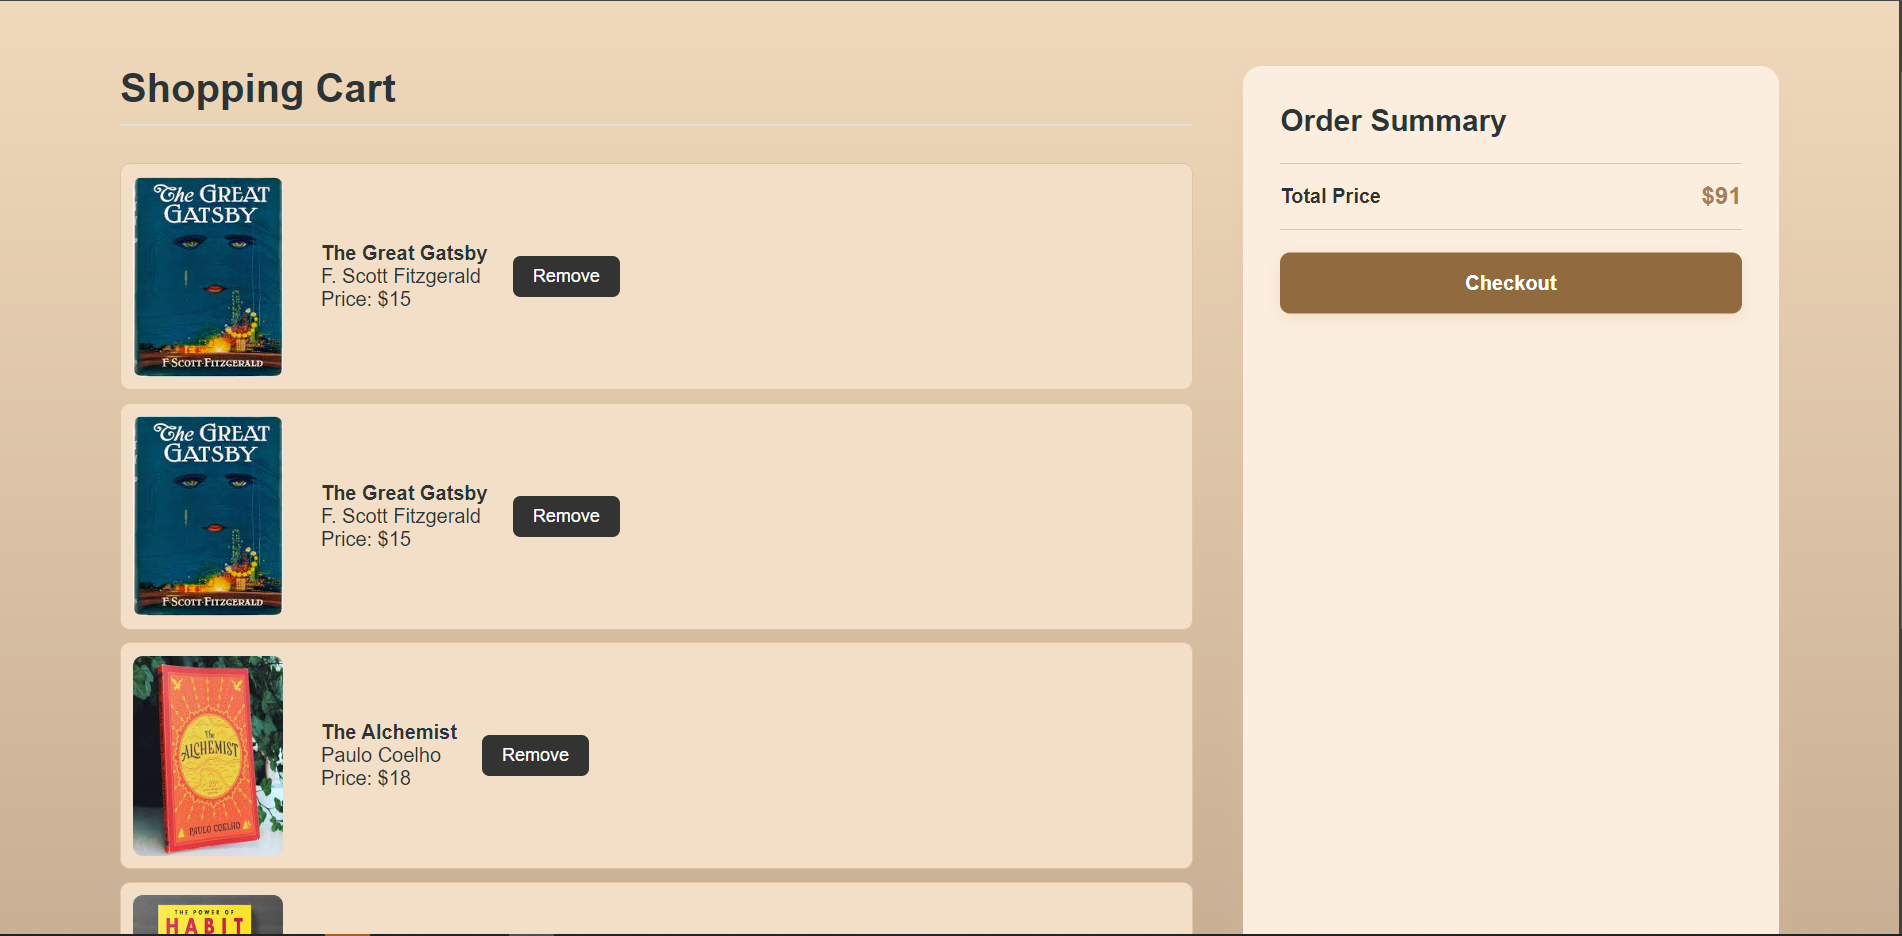 Shopping Cart
The GREAT
GATSBY
F·SCOTT·FITZGERALD
The Great Gatsby
F. Scott Fitzgerald
Price: $15
Remove
The GREAT
GATSBY
F·SCOTT·FITZGERALD
The Great Gatsby
F. Scott Fitzgerald
Price: $15
Remove
The
ALCHEMIST
PAULO COELHO
The Alchemist
Paulo Coelho
Price: $18
Remove
THE POWER OF
HABIT
Order Summary
Total Price
$91
Checkout